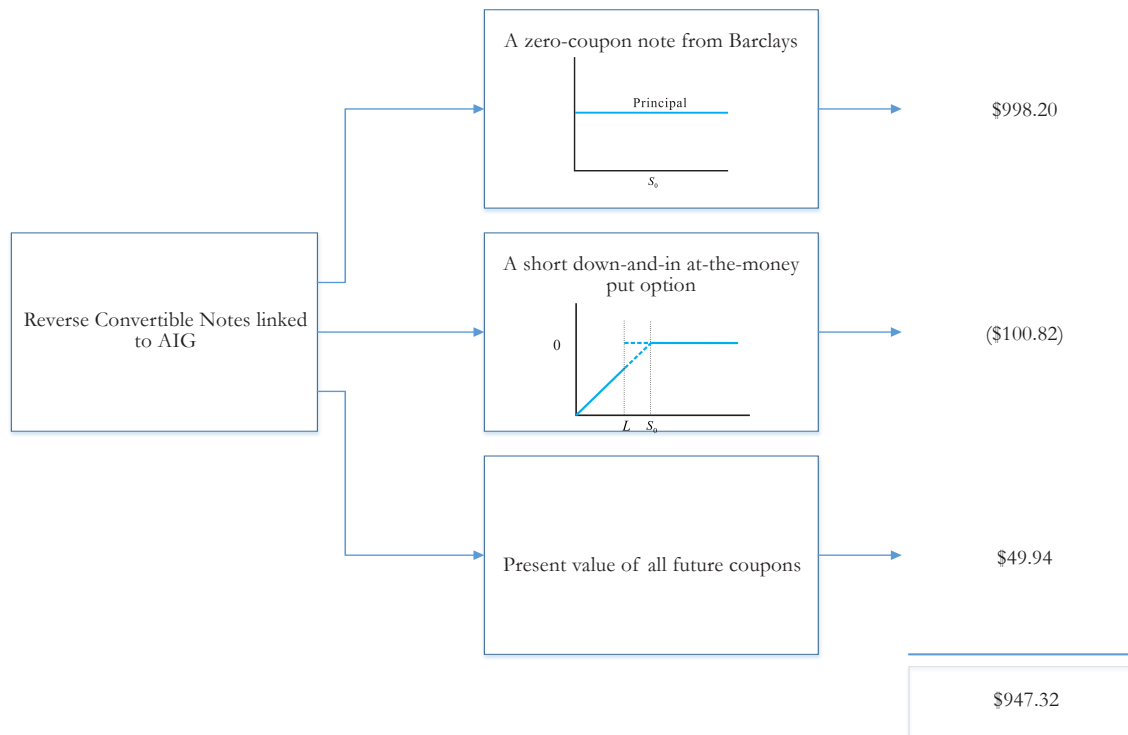 A zero-coupon note from Barclays
Principal
S₀
$998.20
Reverse Convertible Notes linked
to AIG
A short down-and-in at-the-money
put option
0
L S₀
($100.82)
Present value of all future coupons
$49.94
$947.32